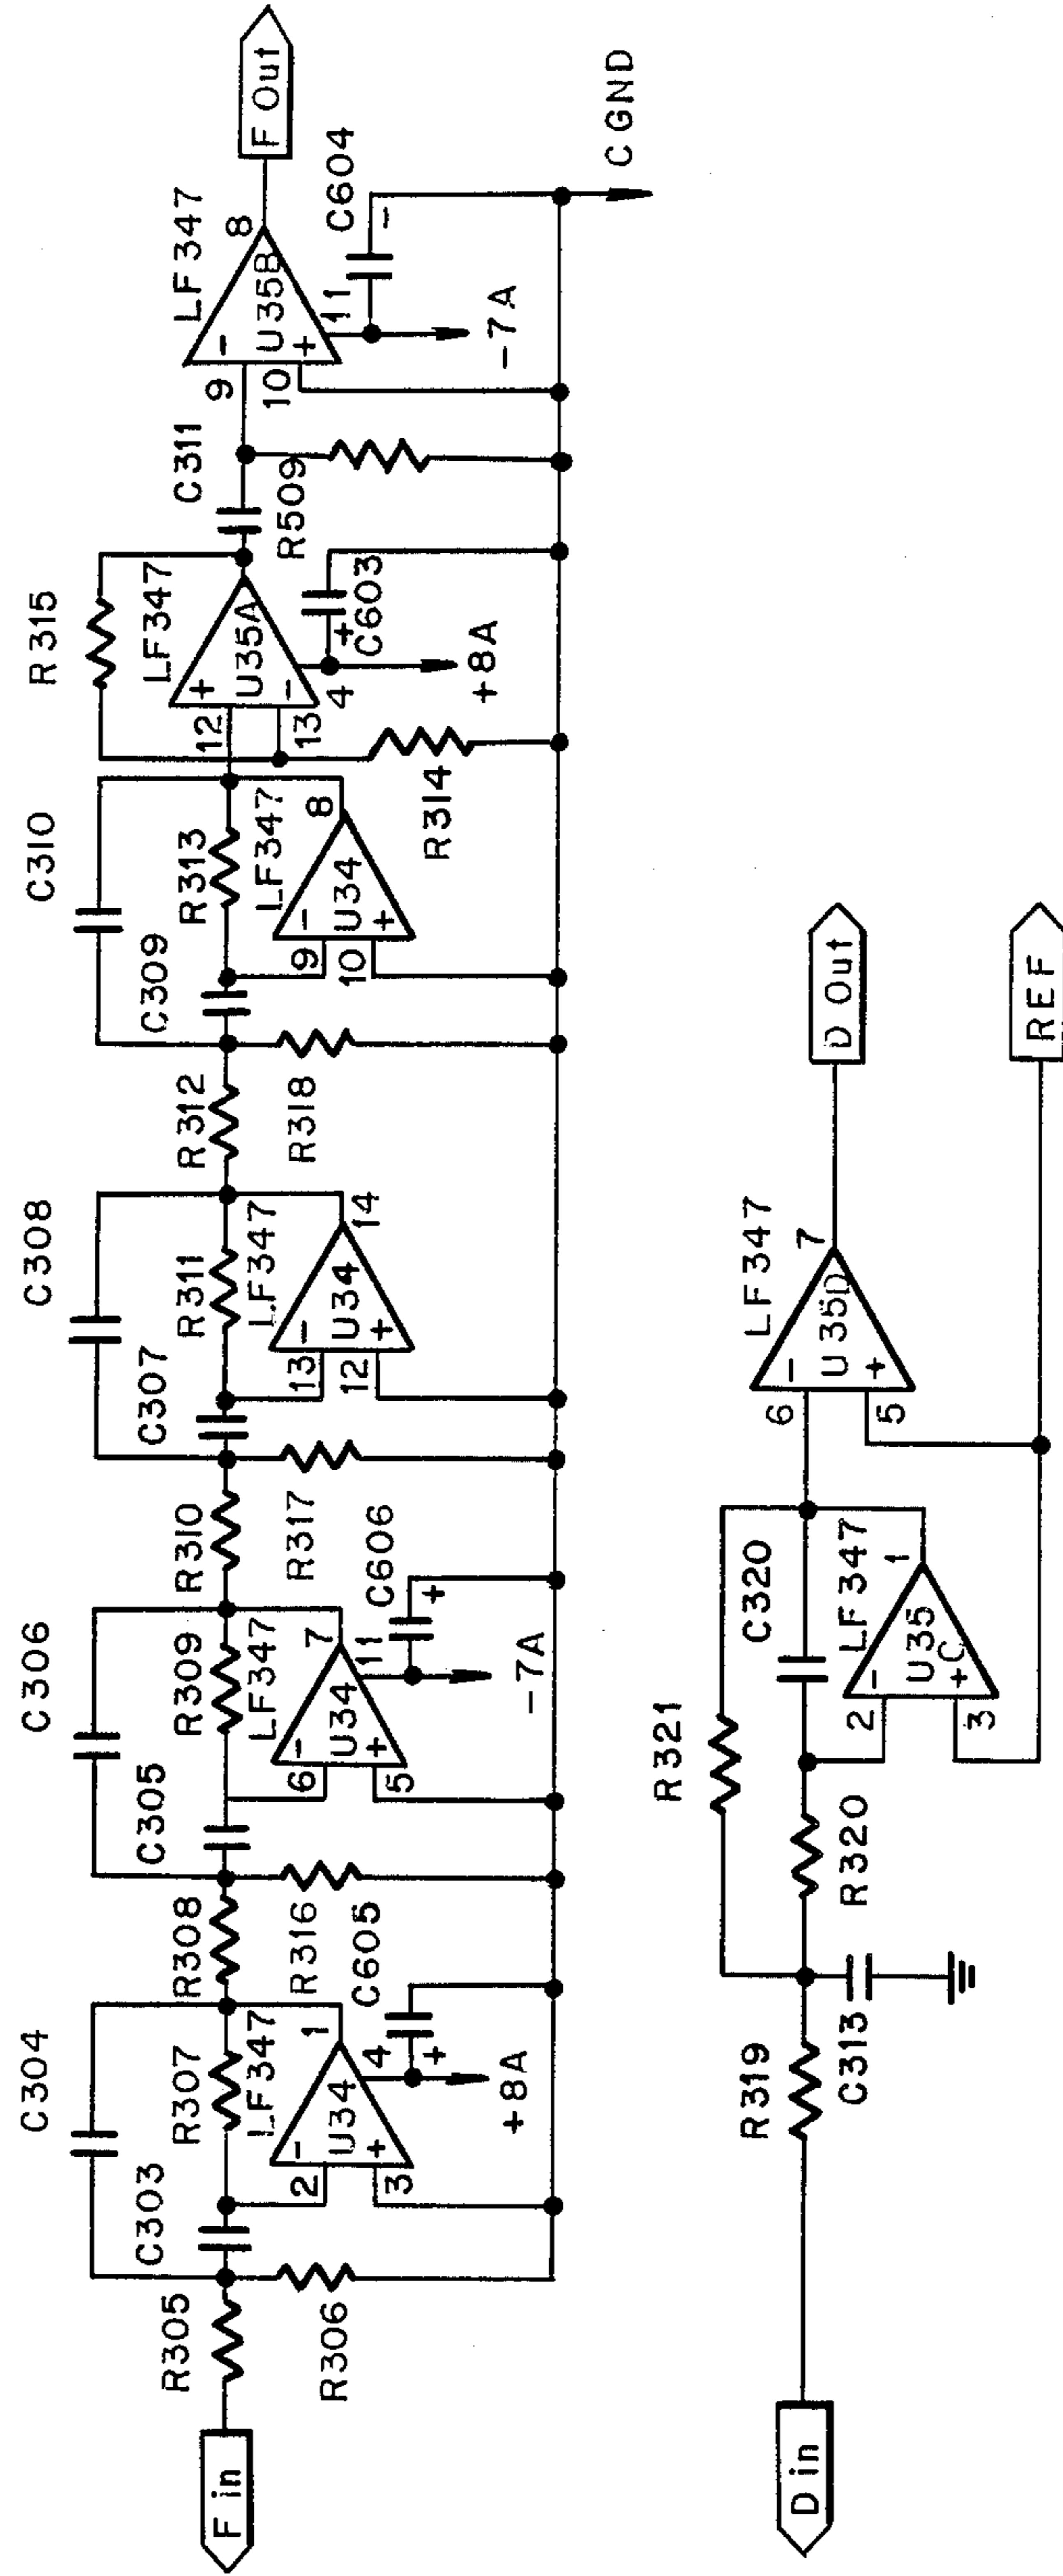 F in
R305
R306
C303
C304
R307
LF347
U34
-
+
2
3
1
4
+8A
C605
+
R308
R316
C305
C306
R309
LF347
U34
-
+
6
5
7
11
-7A
C606
+
R310
R317
C307
C308
R311
LF347
U34
-
+
13
12
14
R312
R318
C309
C310
R313
LF347
U34
-
+
9
10
8
R314
R315
12
13
+
-
U35A
LF347
4
+8A
+
C603
C311
R509
9
10
-
+
U35B
LF347
8
11
-7A
-
C604
F Out
C GND
D in
R319
C313
R320
R321
C320
LF347
U35
C
-
+
2
3
1
LF347
U35D
-
+
6
5
7
D Out
REF